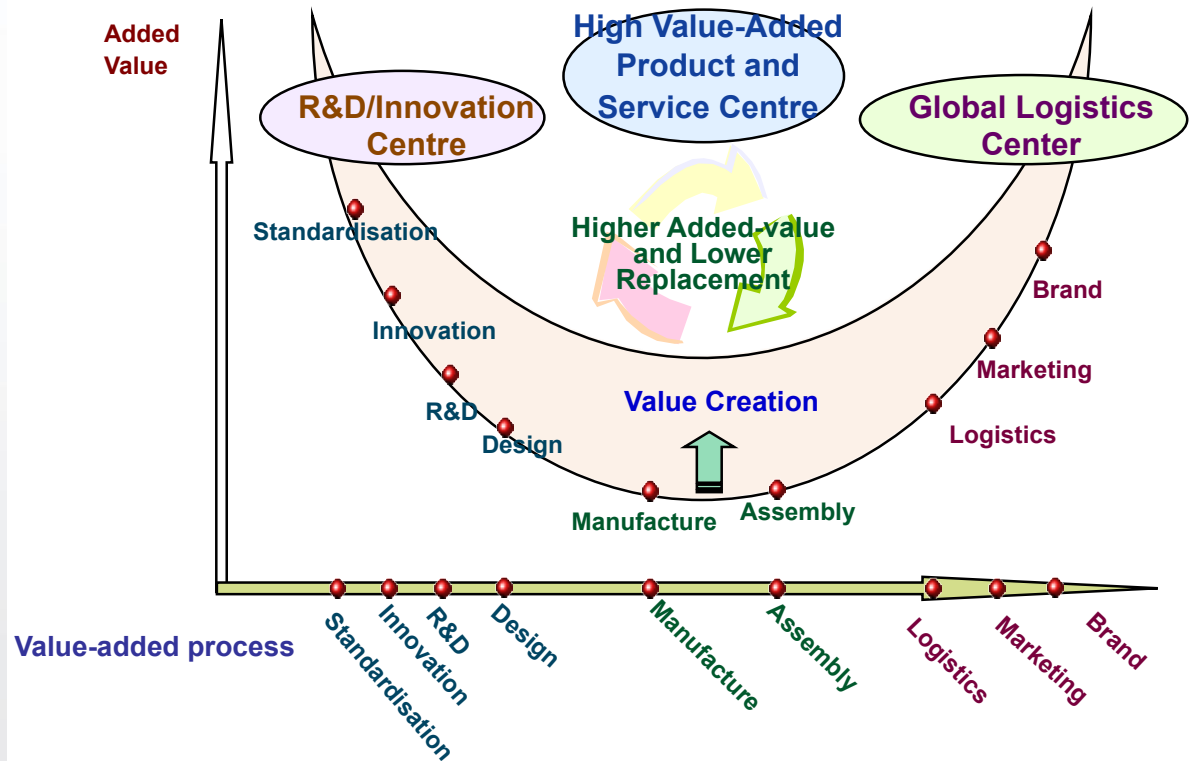 Added
Value
High Value-Added
Product and
Service Centre
R&D/Innovation
Centre
Global Logistics
Center
Higher Added-value
and Lower
Replacement
Standardisation
Innovation
R&D
Design
Manufacture
Assembly
Logistics
Marketing
Brand
Value Creation
Value-added process
Standardisation
Innovation
R&D
Design
Manufacture
Assembly
Logistics
Marketing
Brand